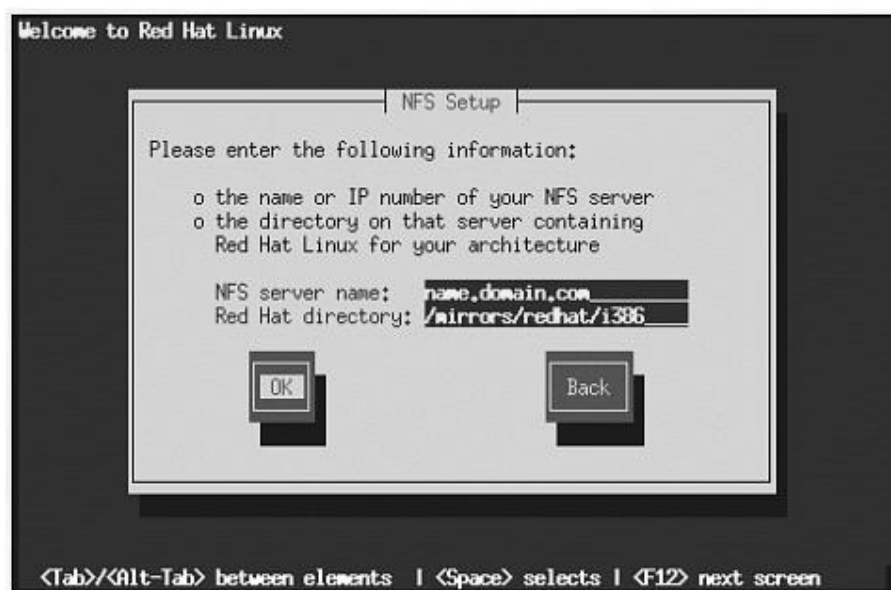 Welcome to Red Hat Linux
NFS Setup
Please enter the following information:
o the name or IP number of your NFS server
o the directory on that server containing
Red Hat Linux for your architecture
NFS server name: name.domain.com
Red Hat directory: /mirrors/redhat/i386
OK Back
<Tab>/<Alt-Tab> between elements | <Space> selects | <F12> next screen